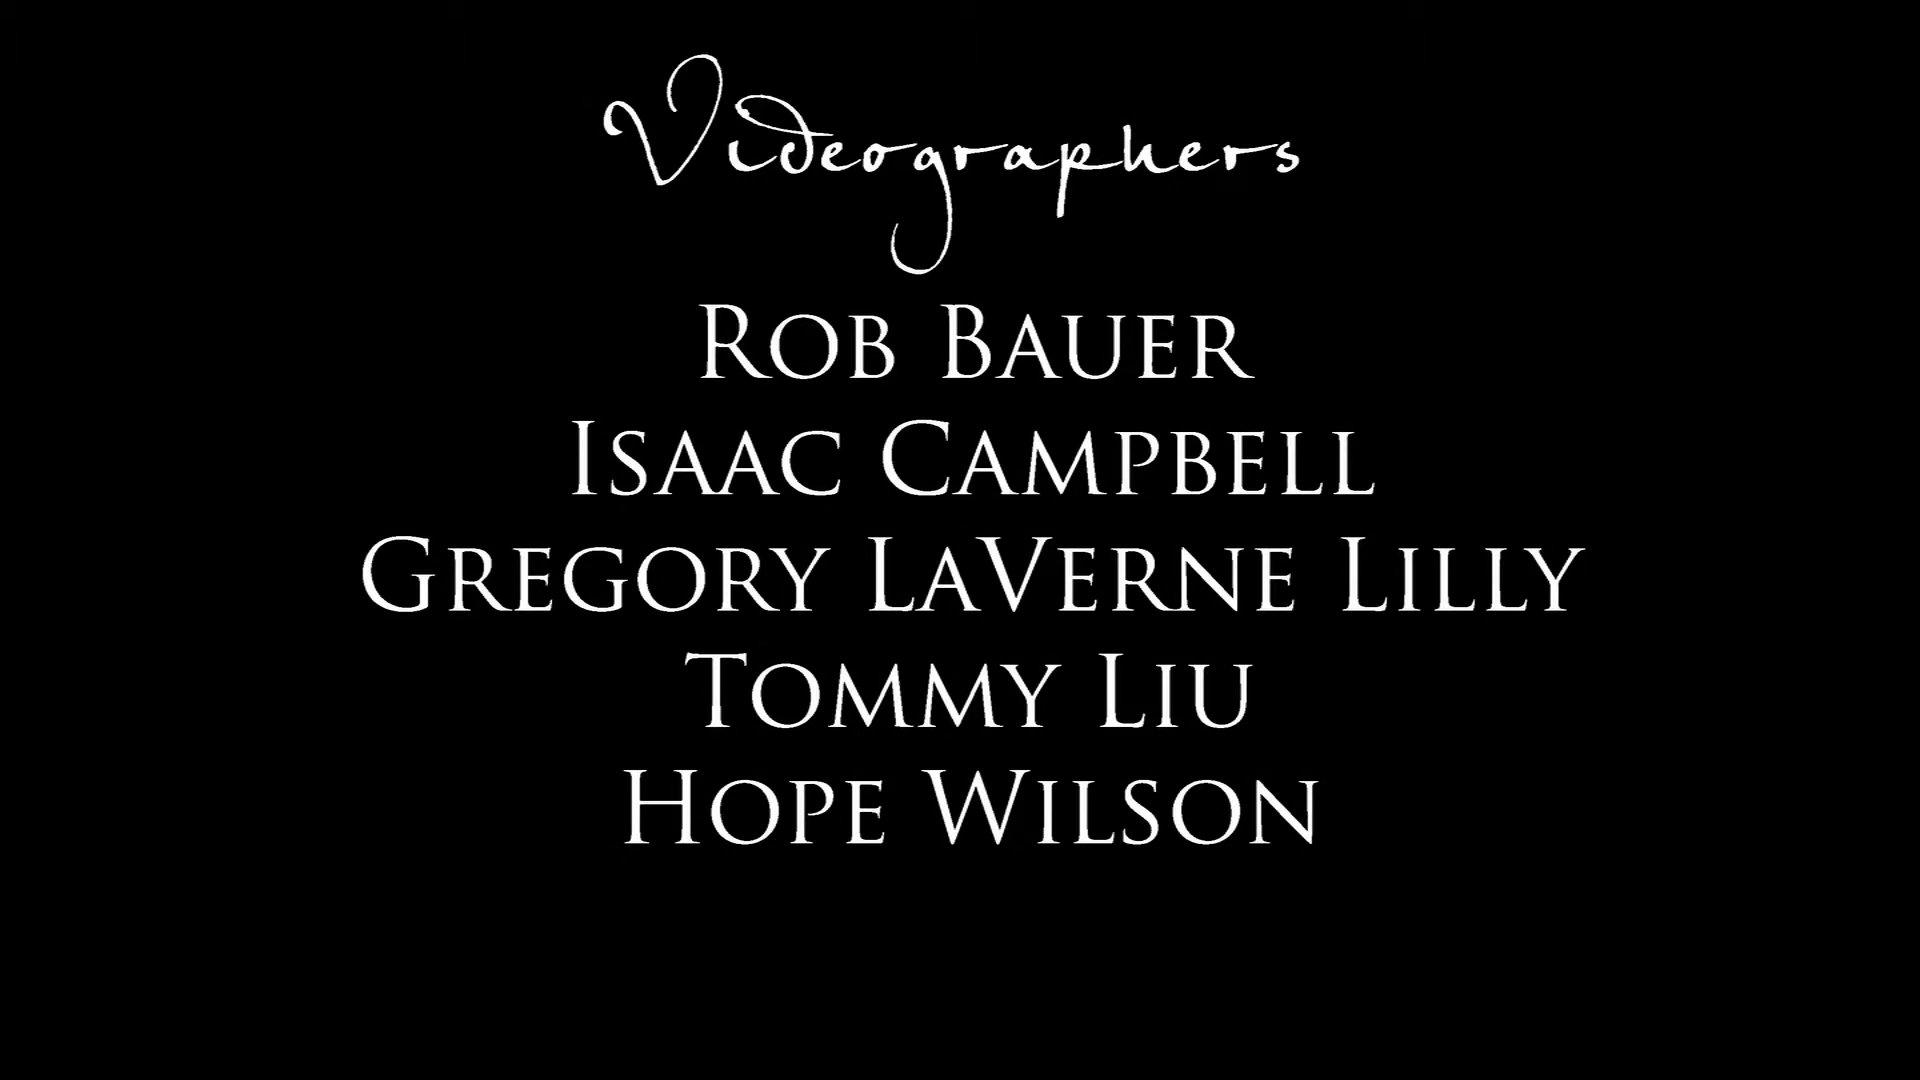 Videographers
Rob Bauer
Isaac Campbell
Gregory LaVerne Lilly
Tommy Liu
Hope Wilson